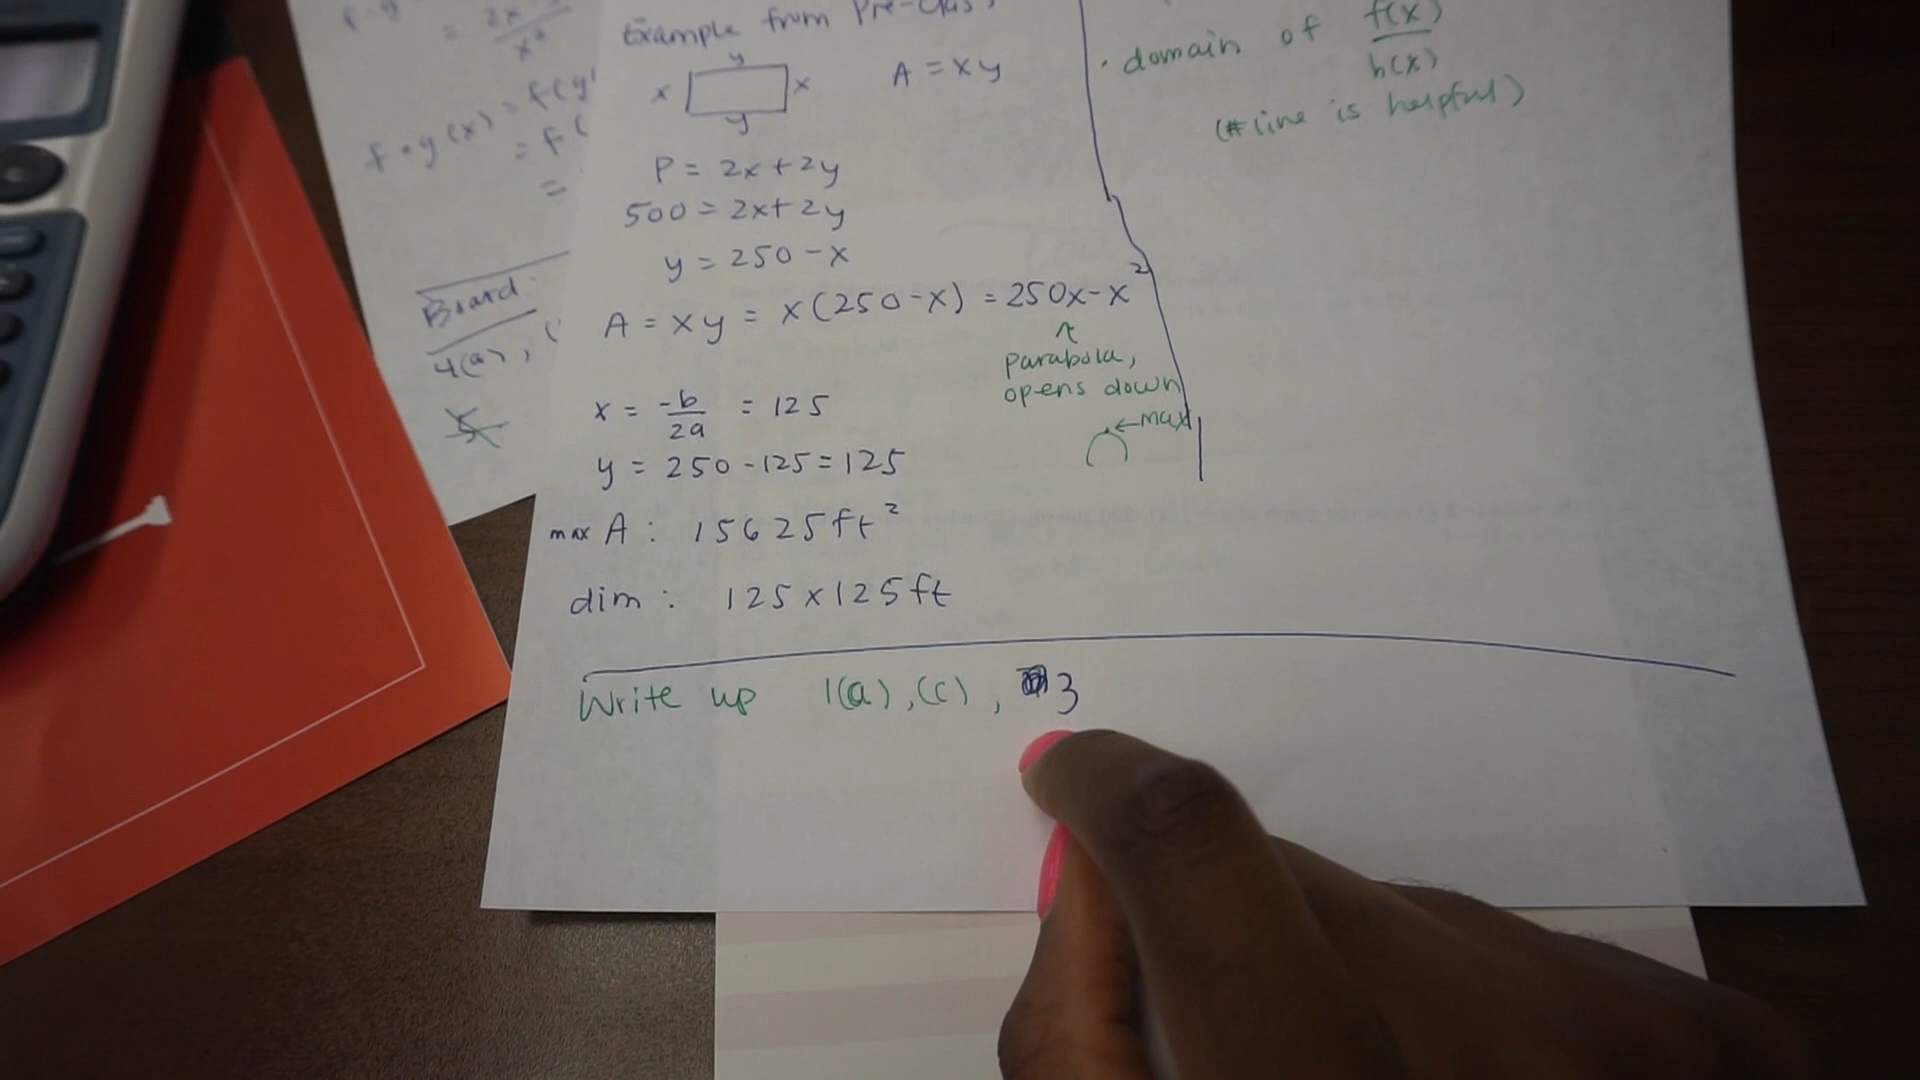 Example from Pre-Class
y
x x
y
A = xy
P = 2x + 2y
500 = 2x + 2y
y = 250 - x
A = xy = x(250 - x) = 250x - x²
↑
parabola,
opens down
← max
x = -b/2a = 125
y = 250 - 125 = 125
max A : 15625 ft²
dim : 125 x 125 ft
Write up 1(a), (c), 3
• domain of f(x)/h(x)
(# line is helpful)
f∘g(x) = f(g
= f(
=
Board:
4(a), (